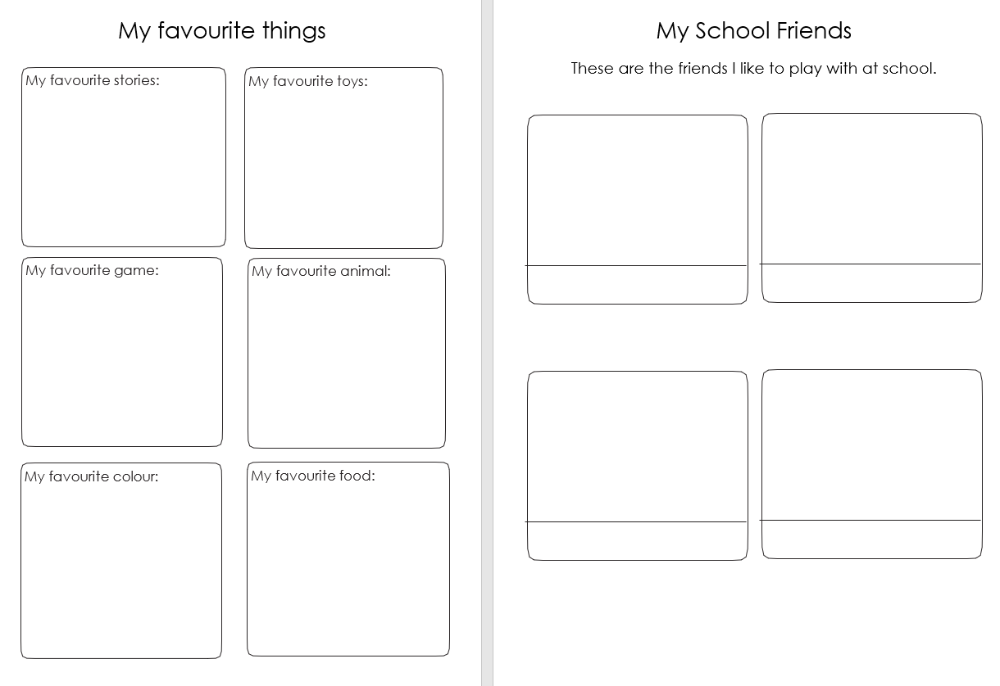 My favourite things
My favourite stories:
My favourite toys:
My favourite game:
My favourite animal:
My favourite colour:
My favourite food:
My School Friends
These are the friends I like to play with at school.